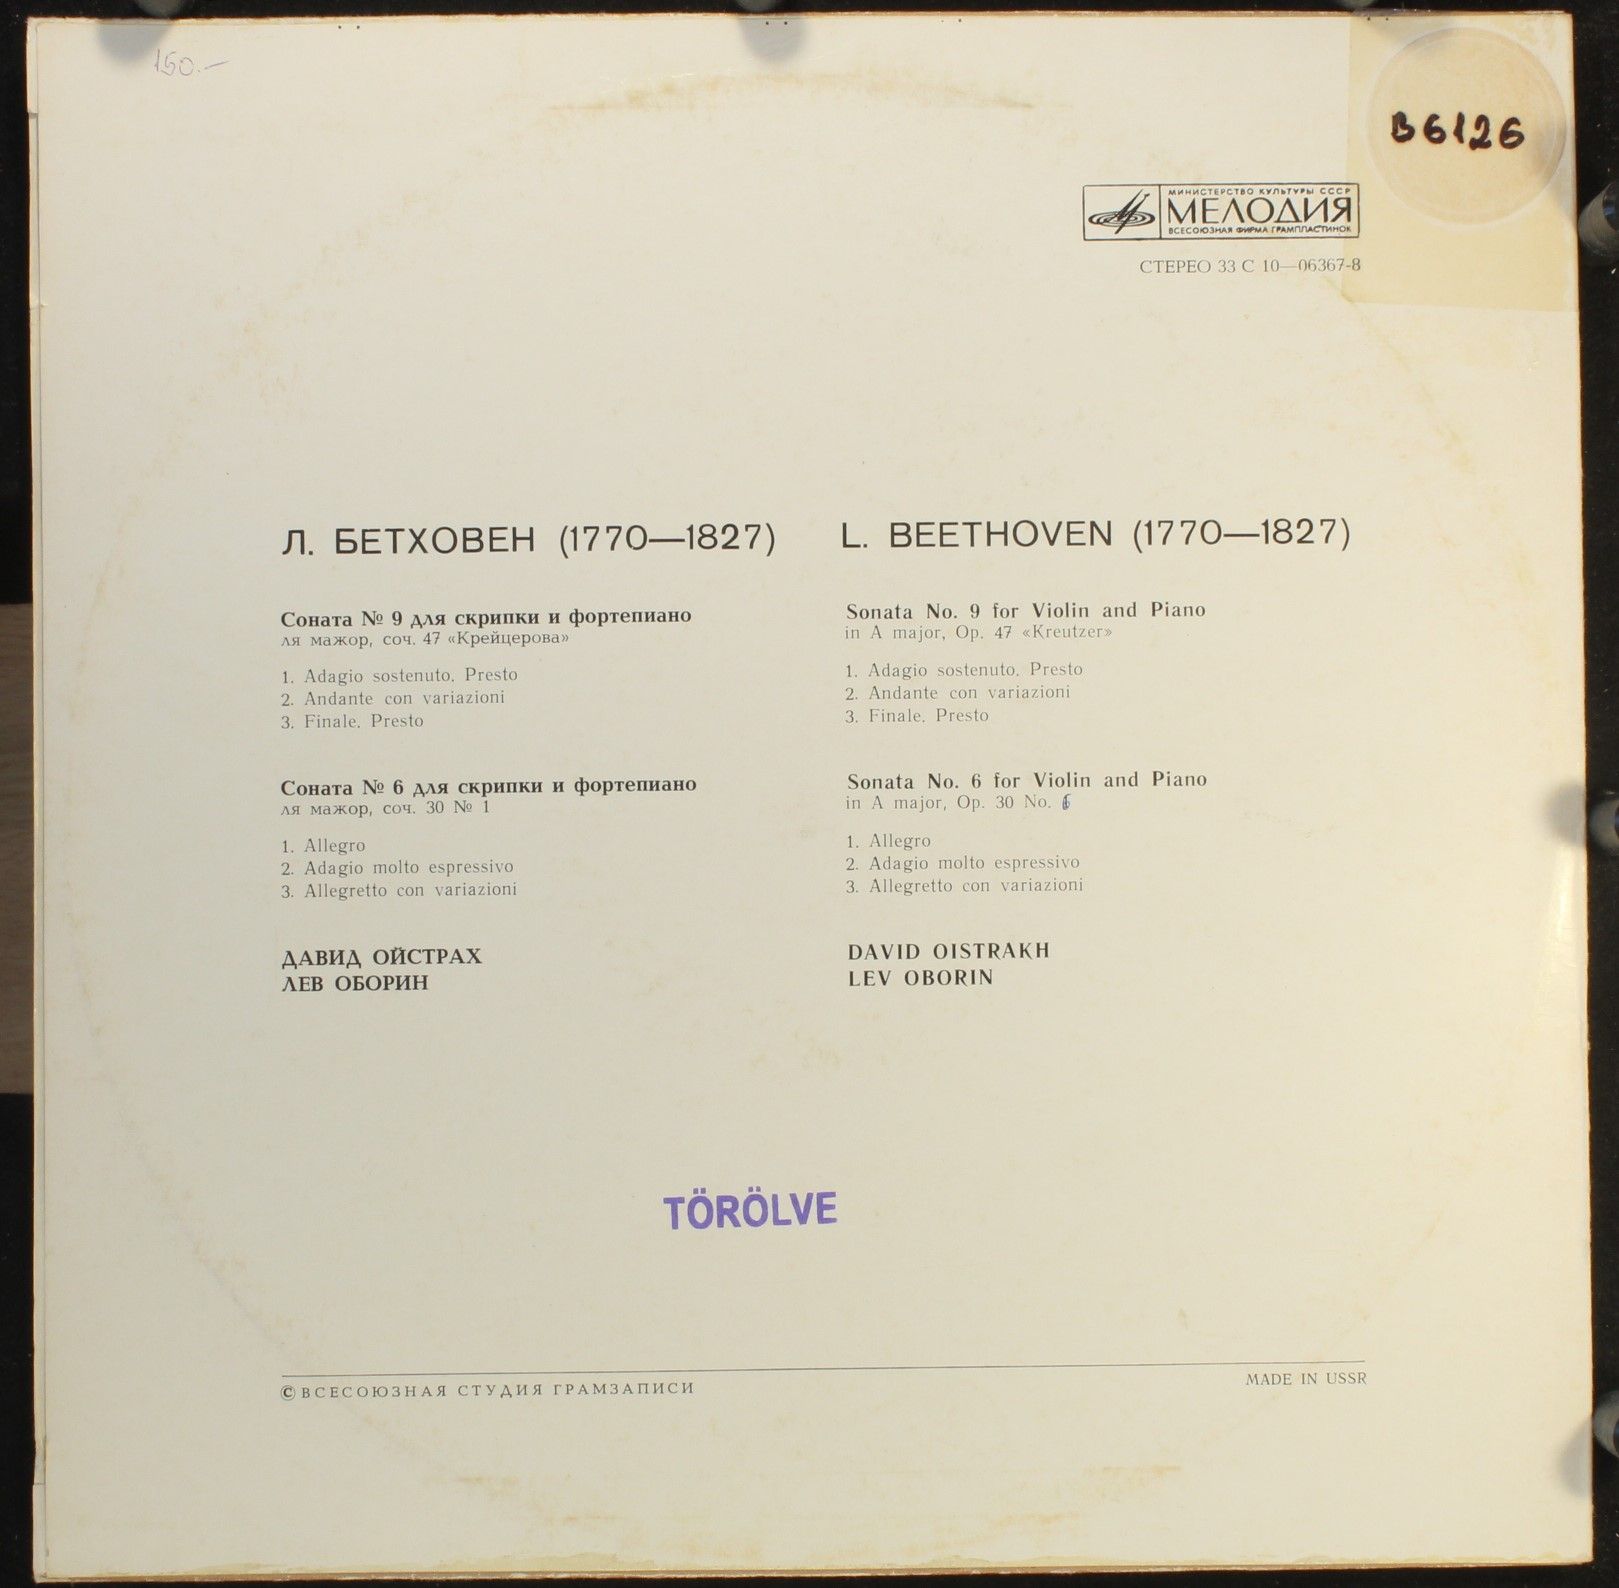 150.—
В6126
МИНИСТЕРСТВО КУЛЬТУРЫ СССР
МЕЛОДИЯ
ВСЕСОЮЗНАЯ ФИРМА ГРАМПЛАСТИНОК
СТЕРЕО 33 С 10—06367-8
Л. БЕТХОВЕН (1770—1827)
Соната № 9 для скрипки и фортепиано
ля мажор, соч. 47 «Крейцерова»
1. Adagio sostenuto. Presto
2. Andante con variazioni
3. Finale. Presto
Соната № 6 для скрипки и фортепиано
ля мажор, соч. 30 № 1
1. Allegro
2. Adagio molto espressivo
3. Allegretto con variazioni
ДАВИД ОЙСТРАХ
ЛЕВ ОБОРИН
L. BEETHOVEN (1770—1827)
Sonata No. 9 for Violin and Piano
in A major, Op. 47 «Kreutzer»
1. Adagio sostenuto. Presto
2. Andante con variazioni
3. Finale. Presto
Sonata No. 6 for Violin and Piano
in A major, Op. 30 No.
1. Allegro
2. Adagio molto espressivo
3. Allegretto con variazioni
DAVID OISTRAKH
LEV OBORIN
TÖRÖLVE
© ВСЕСОЮЗНАЯ СТУДИЯ ГРАМЗАПИСИ
MADE IN USSR